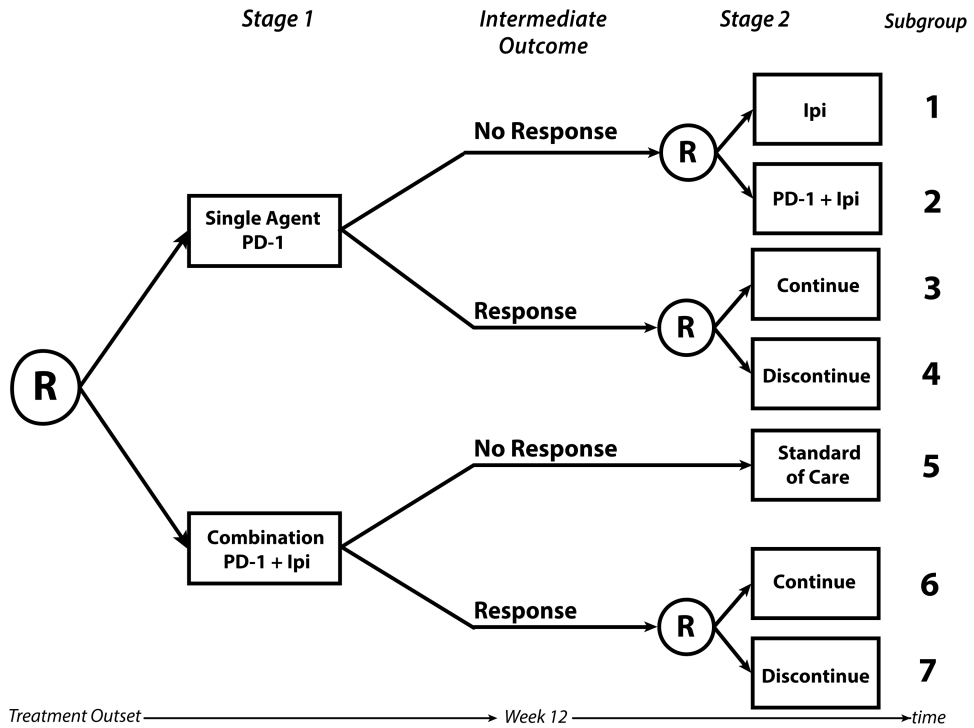 Stage 1
Intermediate
Outcome
Stage 2
Subgroup
Ipi
1
No Response
R
PD-1 + Ipi
2
Single Agent
PD-1
Continue
3
Response
R
Discontinue
4
R
No Response
Standard
of Care
5
Combination
PD-1 + Ipi
Continue
6
Response
R
Discontinue
7
Treatment Outset
Week 12
time